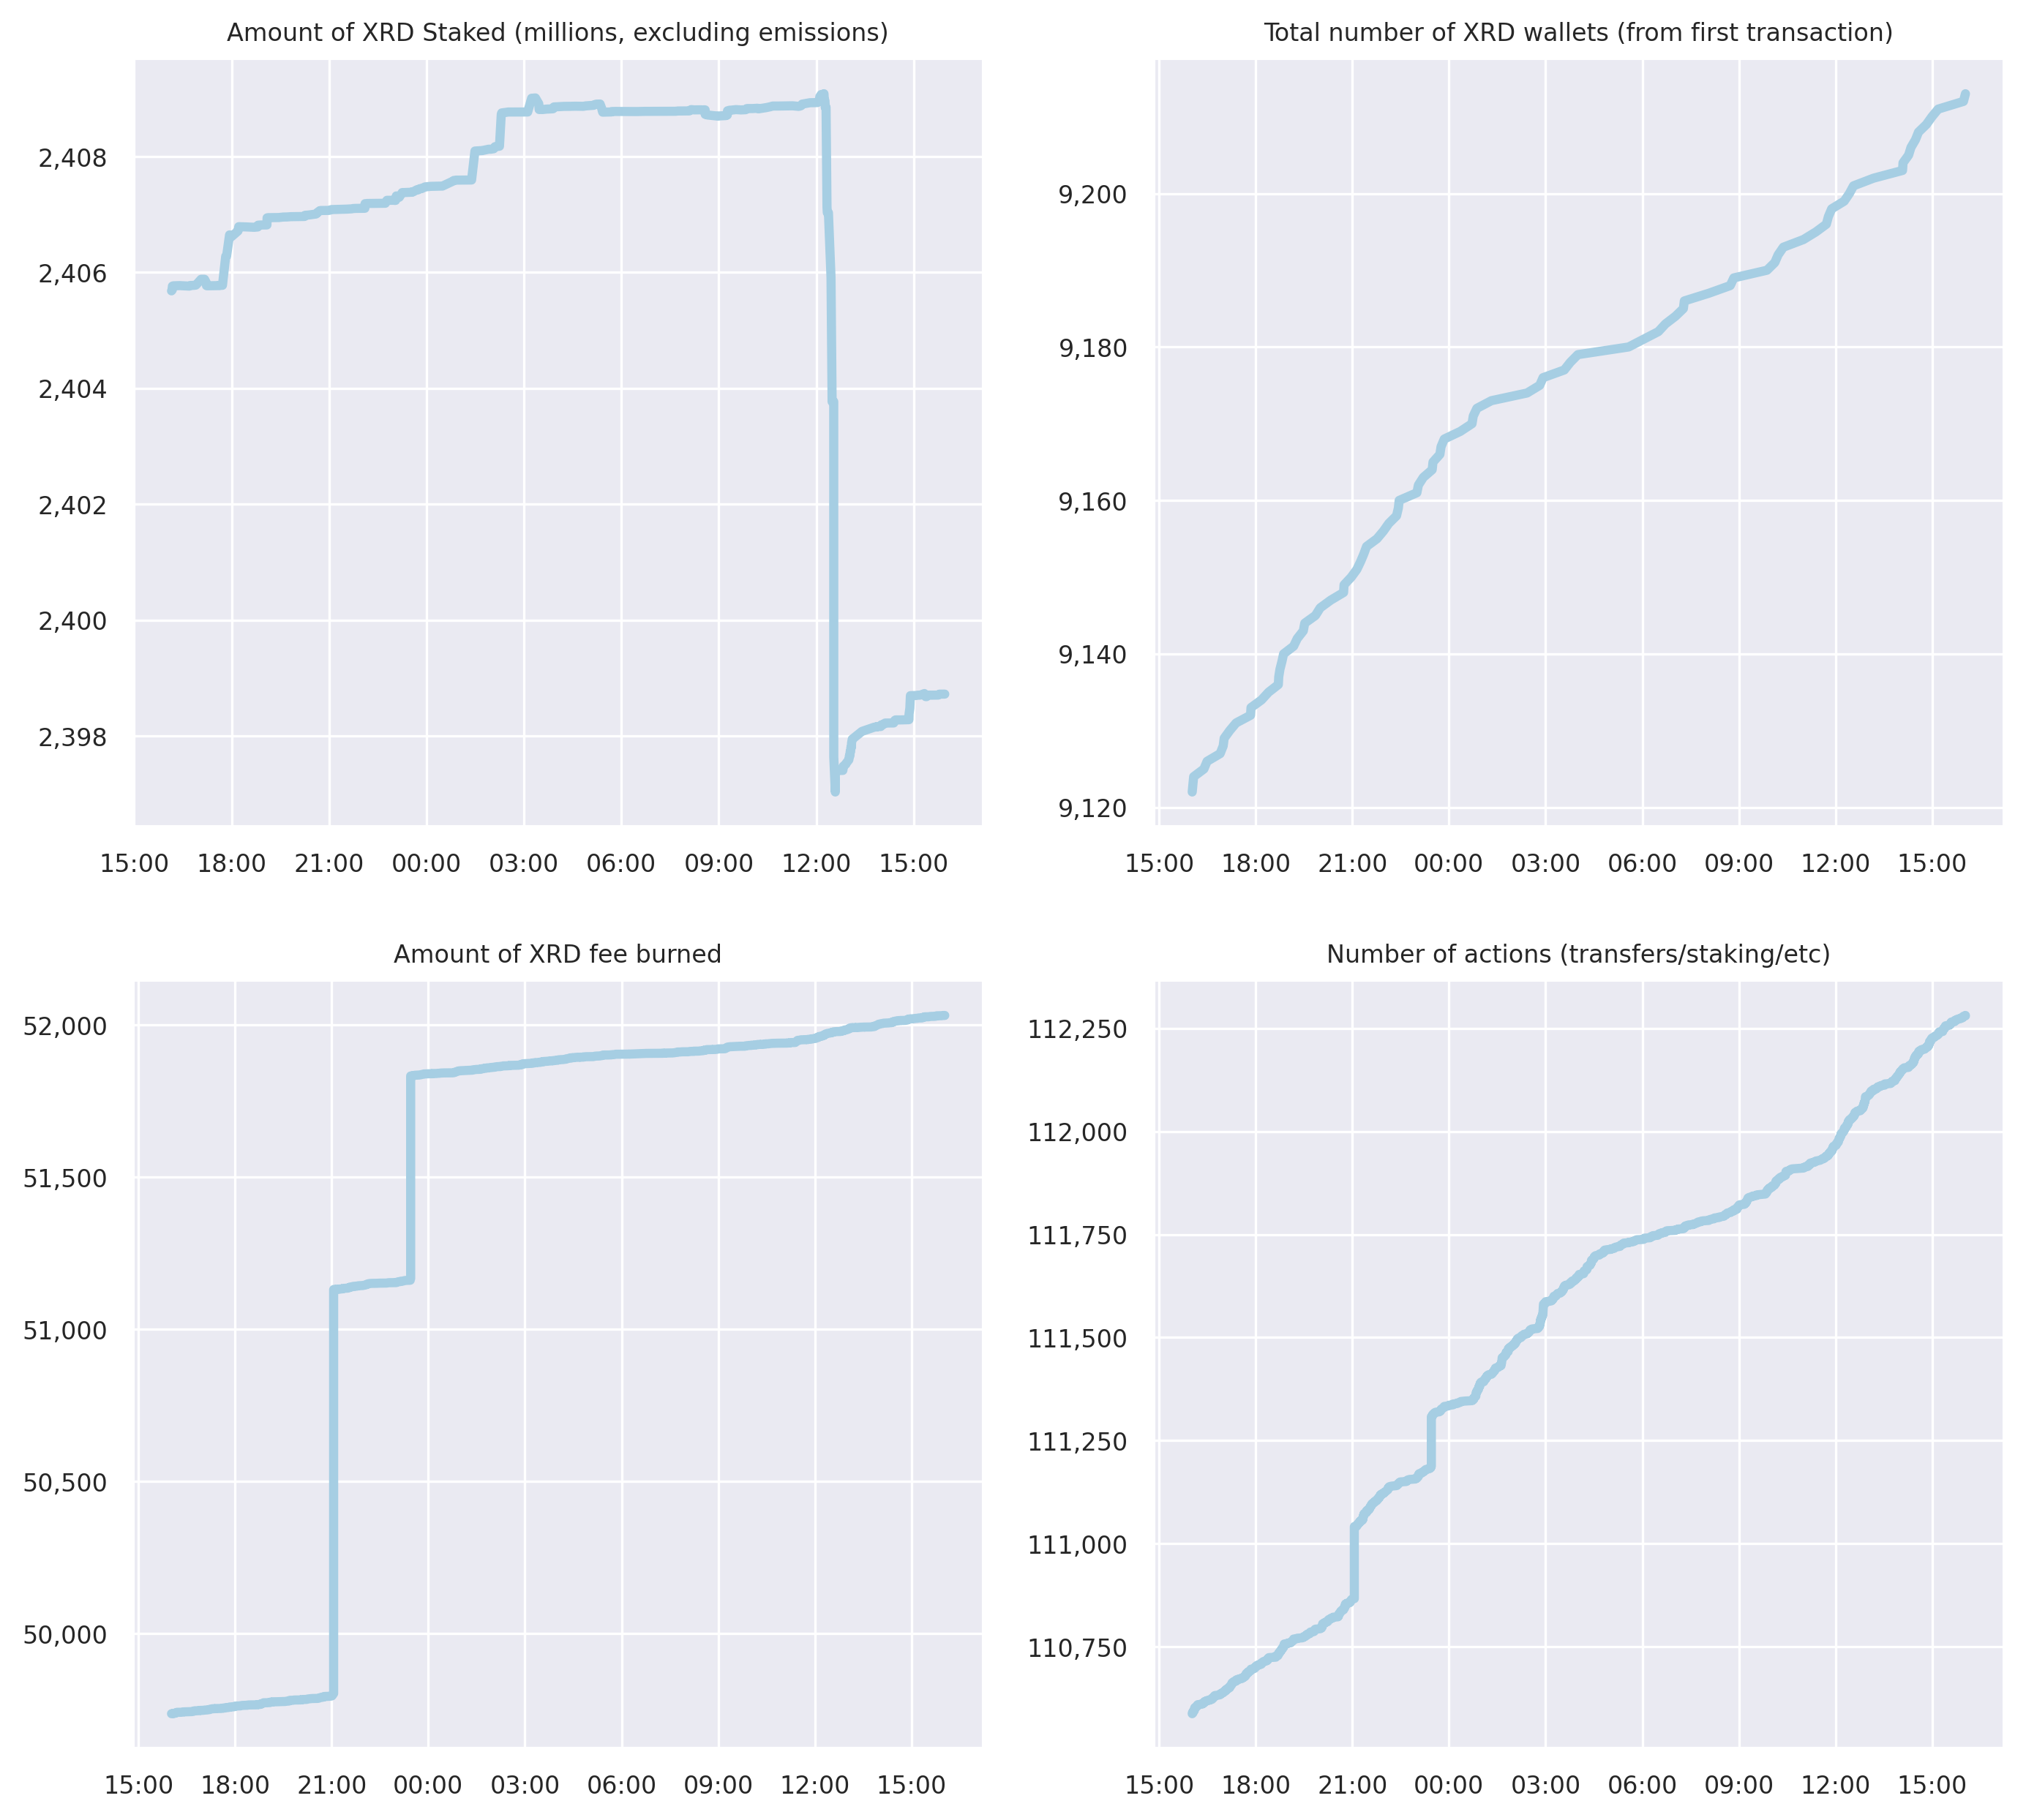 Amount of XRD Staked (millions, excluding emissions)
2,408
2,406
2,404
2,402
2,400
2,398
15:00 18:00 21:00 00:00 03:00 06:00 09:00 12:00 15:00
Total number of XRD wallets (from first transaction)
9,200
9,180
9,160
9,140
9,120
15:00 18:00 21:00 00:00 03:00 06:00 09:00 12:00 15:00
Amount of XRD fee burned
52,000
51,500
51,000
50,500
50,000
15:00 18:00 21:00 00:00 03:00 06:00 09:00 12:00 15:00
Number of actions (transfers/staking/etc)
112,250
112,000
111,750
111,500
111,250
111,000
110,750
15:00 18:00 21:00 00:00 03:00 06:00 09:00 12:00 15:00